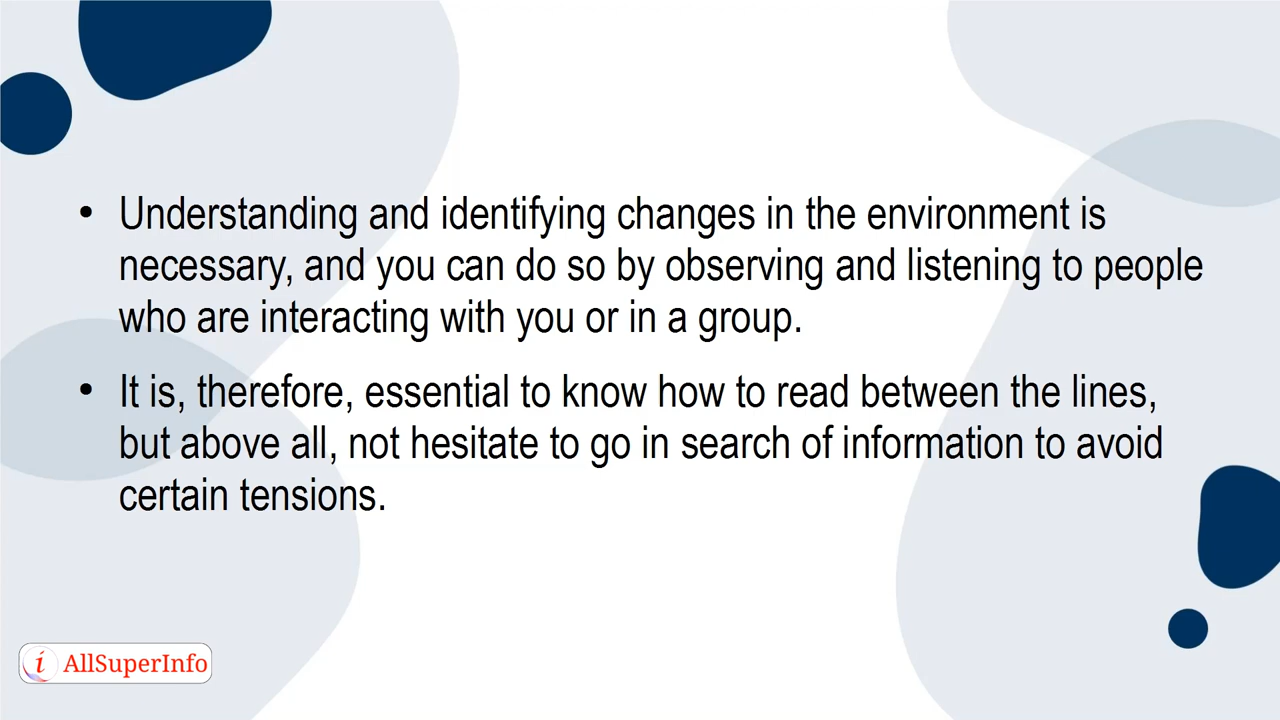 • Understanding and identifying changes in the environment is
necessary, and you can do so by observing and listening to people
who are interacting with you or in a group.
• It is, therefore, essential to know how to read between the lines,
but above all, not hesitate to go in search of information to avoid
certain tensions.
i AllSuperInfo